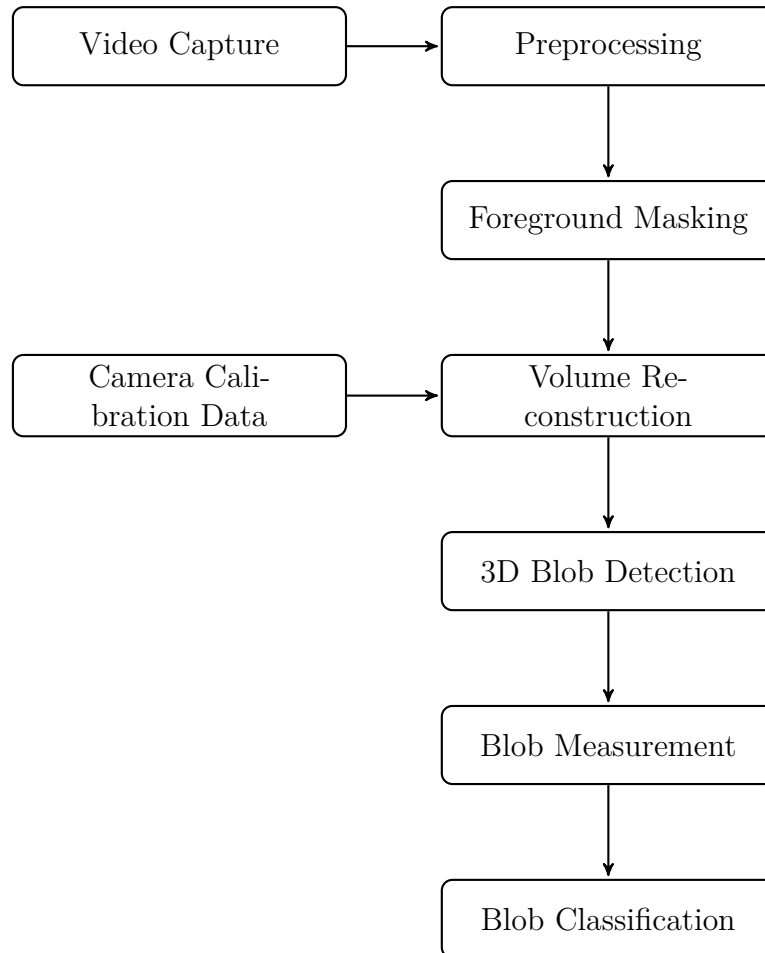 Video Capture
Preprocessing
Foreground Masking
Camera Cali-
bration Data
Volume Re-
construction
3D Blob Detection
Blob Measurement
Blob Classification